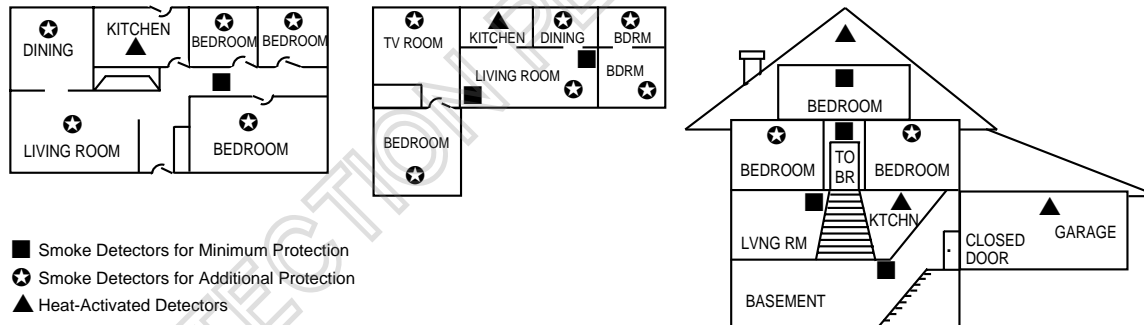 DINING
KITCHEN
BEDROOM
BEDROOM
LIVING ROOM
BEDROOM
TV ROOM
KITCHEN
DINING
BDRM
LIVING ROOM
BDRM
BEDROOM
BEDROOM
BEDROOM
TO
BR
BEDROOM
LVNG RM
KTCHN
CLOSED
DOOR
GARAGE
BASEMENT
Smoke Detectors for Minimum Protection
Smoke Detectors for Additional Protection
Heat-Activated Detectors